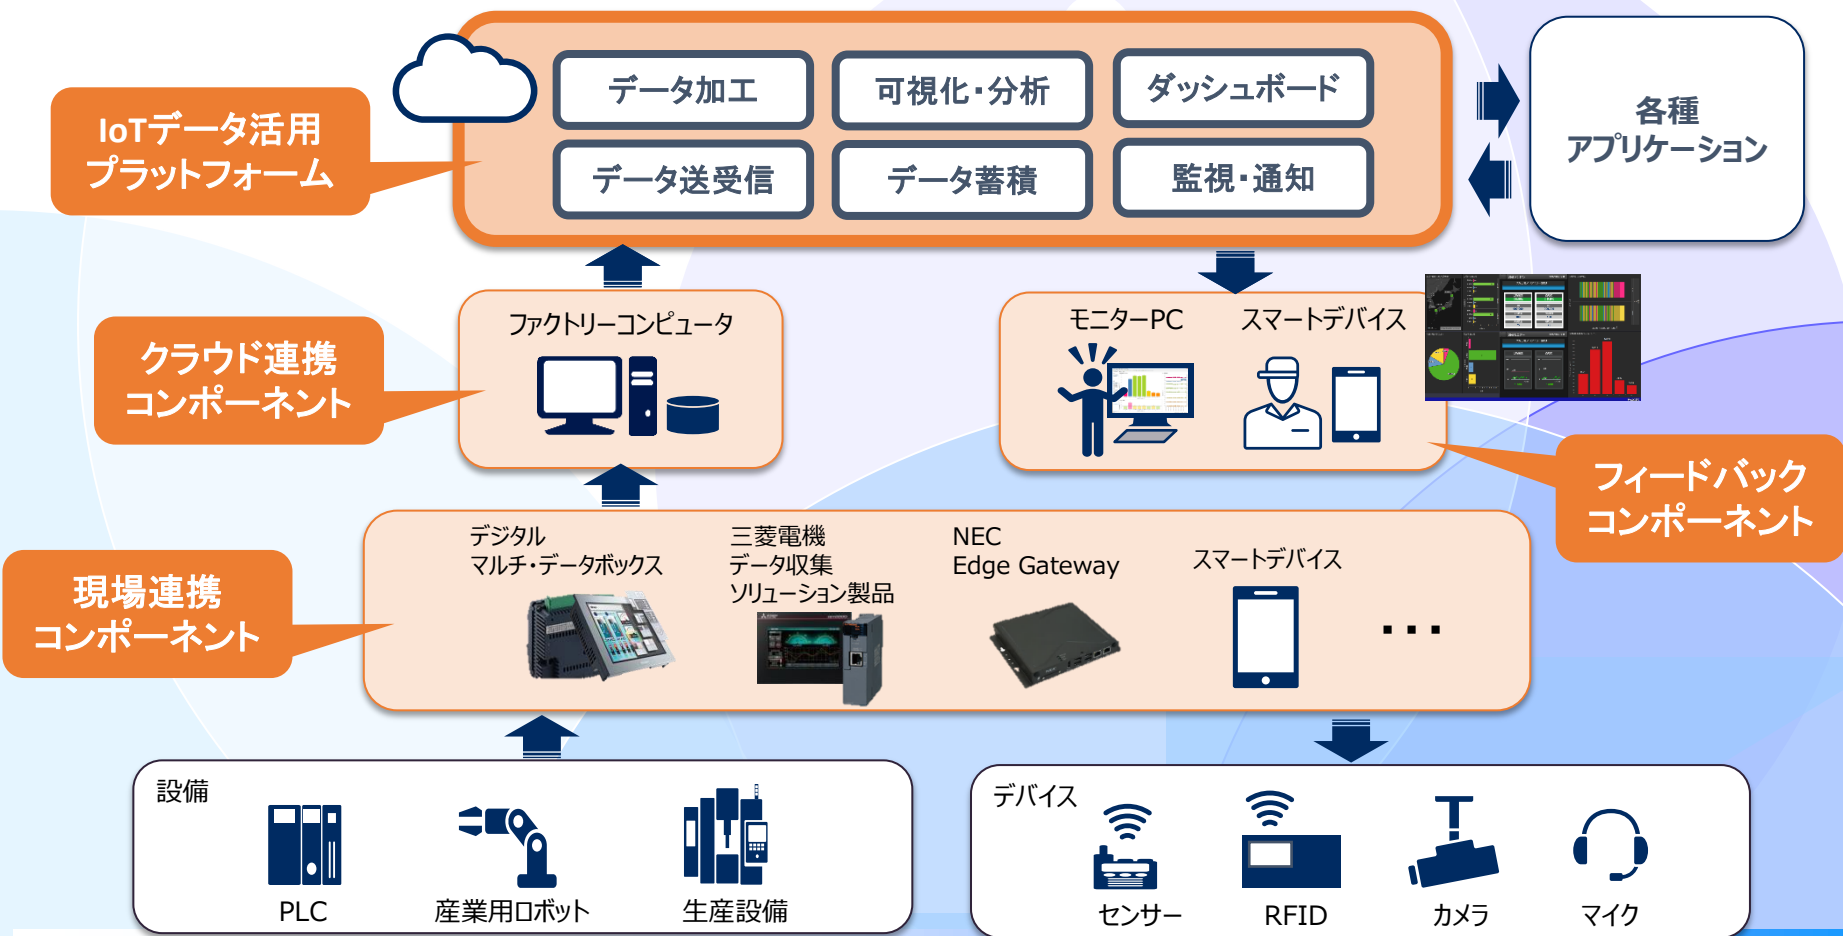 データ加工
可視化・分析
ダッシュボード
データ送受信
データ蓄積
監視・通知
各種
アプリケーション
IoTデータ活用
プラットフォーム
ファクトリーコンピュータ
モニターPC
スマートデバイス
クラウド連携
コンポーネント
フィードバック
コンポーネント
デジタル
マルチ・データボックス
三菱電機
データ収集
ソリューション製品
NEC
Edge Gateway
スマートデバイス
・・・
現場連携
コンポーネント
設備
PLC
産業用ロボット
生産設備
デバイス
センサー
RFID
カメラ
マイク